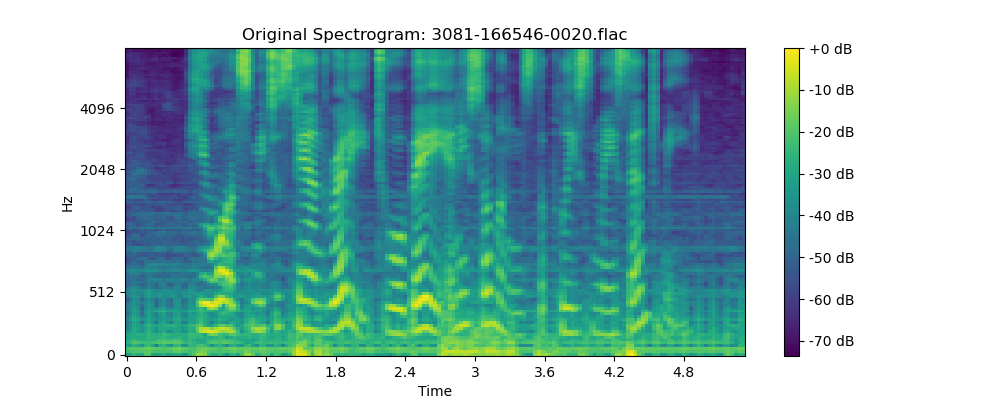 Original Spectrogram: 3081-166546-0020.flac
Hz
4096
2048
1024
512
0
0 0.6 1.2 1.8 2.4 3 3.6 4.2 4.8
Time
+0 dB
-10 dB
-20 dB
-30 dB
-40 dB
-50 dB
-60 dB
-70 dB